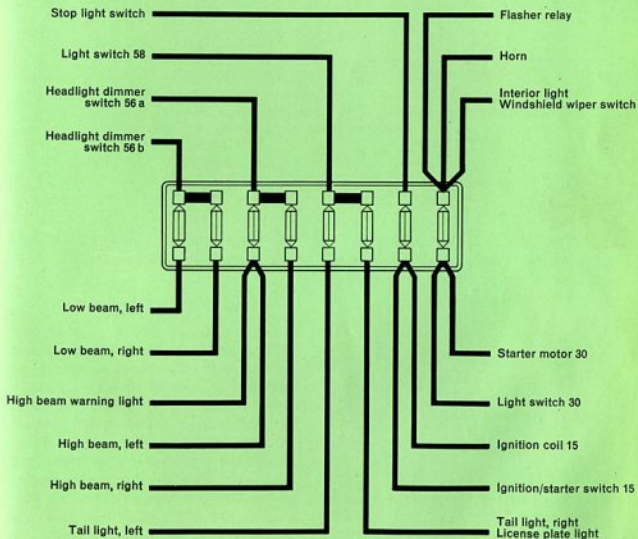 Stop light switch
Light switch 58
Headlight dimmer
switch 56 a
Headlight dimmer
switch 56 b
Flasher relay
Horn
Interior light
Windshield wiper switch
Low beam, left
Low beam, right
High beam warning light
High beam, left
High beam, right
Tail light, left
Starter motor 30
Light switch 30
Ignition coil 15
Ignition/starter switch 15
Tail light, right
License plate light